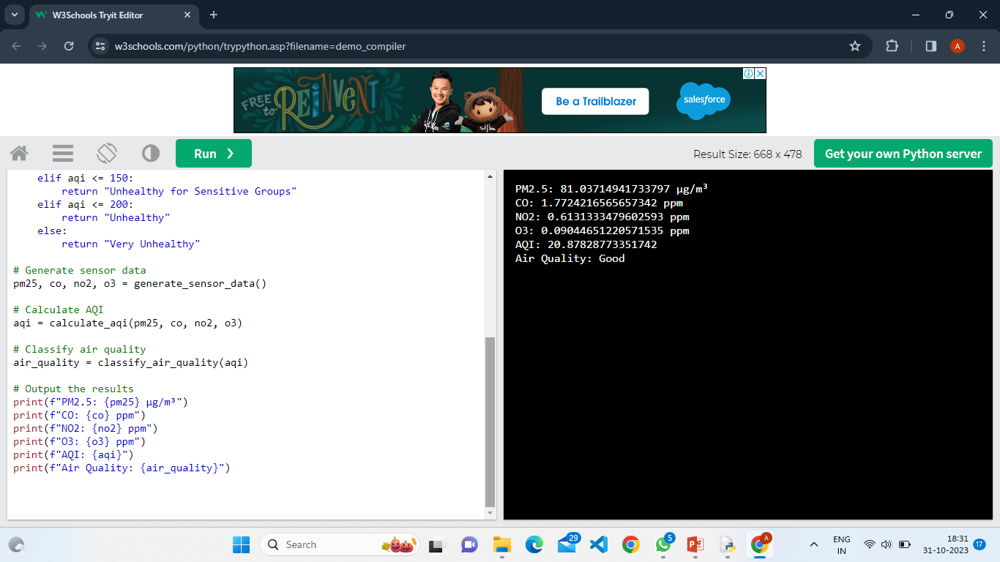 W3Schools Tryit Editor
w3schools.com/python/trypython.asp?filename=demo_compiler
A
FREE to REINVENT
Be a Trailblazer
salesforce
Run ❯
Result Size: 668 x 478
Get your own Python server
    elif aqi <= 150:
        return "Unhealthy for Sensitive Groups"
    elif aqi <= 200:
        return "Unhealthy"
    else:
        return "Very Unhealthy"
# Generate sensor data
pm25, co, no2, o3 = generate_sensor_data()
# Calculate AQI
aqi = calculate_aqi(pm25, co, no2, o3)
# Classify air quality
air_quality = classify_air_quality(aqi)
# Output the results
print(f"PM2.5: {pm25} µg/m³")
print(f"CO: {co} ppm")
print(f"NO2: {no2} ppm")
print(f"O3: {o3} ppm")
print(f"AQI: {aqi}")
print(f"Air Quality: {air_quality}")
PM2.5: 81.03714941733797 µg/m³
CO: 1.7724216565657342 ppm
NO2: 0.6131333479602593 ppm
O3: 0.09044651220571535 ppm
AQI: 20.87828773351742
Air Quality: Good
Search
29
5
A
ENG
IN
18:31
31-10-2023
17